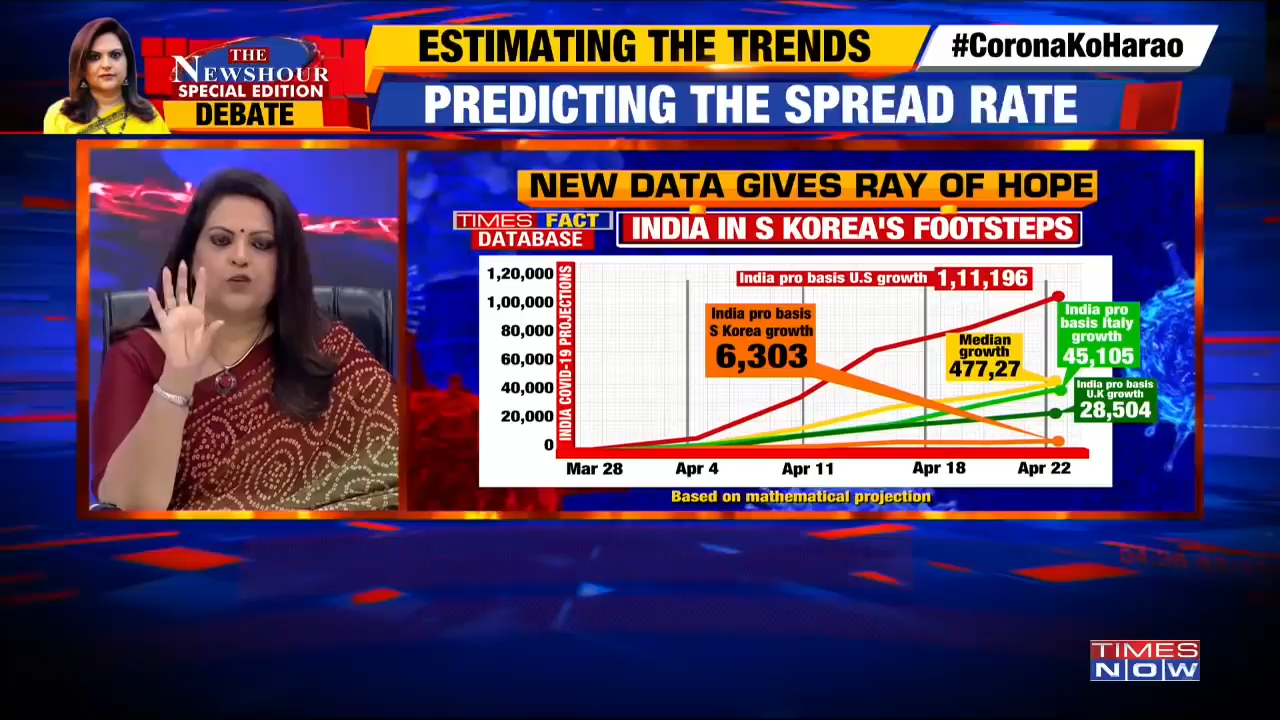 THE
NEWSHOUR
SPECIAL EDITION
DEBATE
ESTIMATING THE TRENDS
#CoronaKoHarao
PREDICTING THE SPREAD RATE
NEW DATA GIVES RAY OF HOPE
TIMES FACT
DATABASE
INDIA IN S KOREA'S FOOTSTEPS
INDIA COVID-19 PROJECTIONS
1,20,000
1,00,000
80,000
60,000
40,000
20,000
0
India pro basis U.S growth 1,11,196
India pro basis
S Korea growth
6,303
Median
growth
477,27
India pro
basis Italy
growth
45,105
India pro basis
U.K growth
28,504
Mar 28
Apr 4
Apr 11
Apr 18
Apr 22
Based on mathematical projection
TIMES
NOW